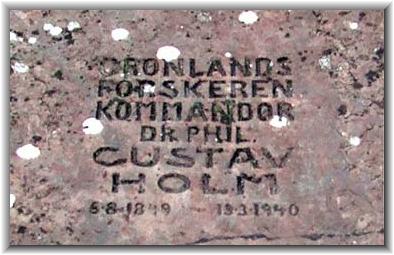 GRØNLANDS
FORSKEREN
KOMMANDØR
DR. PHIL.
GUSTAV
HOLM
6-8-1849 - 13-3-1940